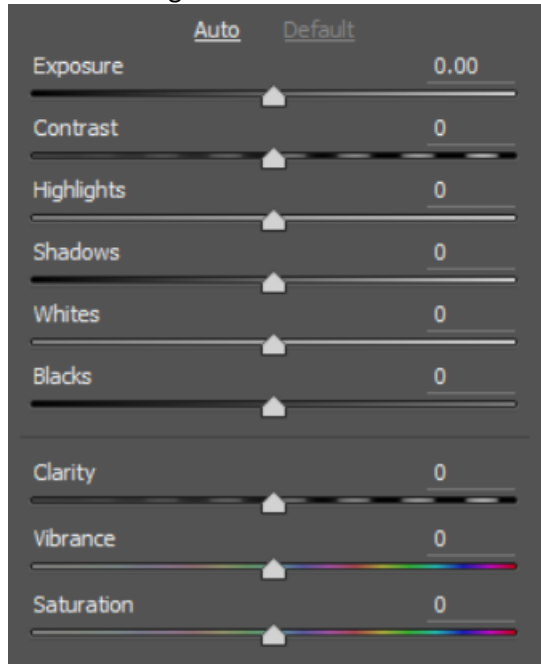 Auto Default
Exposure 0.00
Contrast 0
Highlights 0
Shadows 0
Whites 0
Blacks 0
Clarity 0
Vibrance 0
Saturation 0